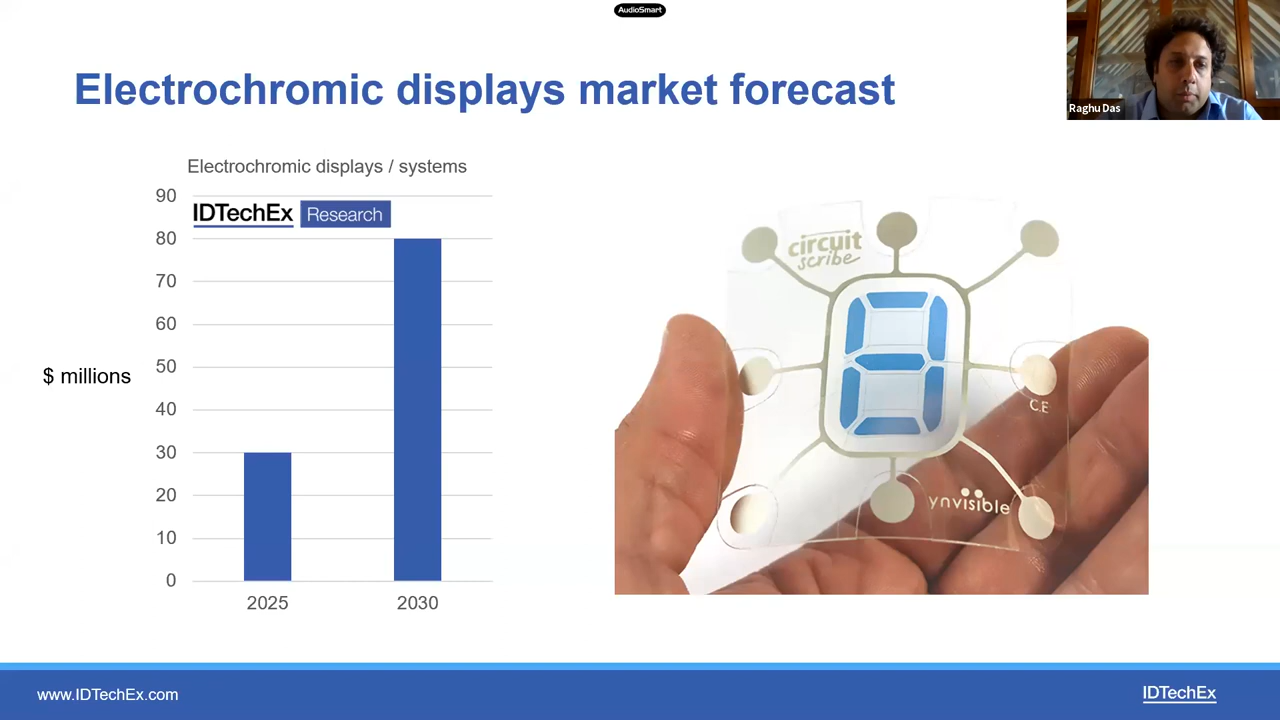 AudioSmart
Electrochromic displays market forecast
Raghu Das
Electrochromic displays / systems
IDTechEx Research
90
80
70
60
50
40
30
20
10
0
$ millions
2025 2030
circuit
scribe
C.E
ynvisible
www.IDTechEx.com
IDTechEx